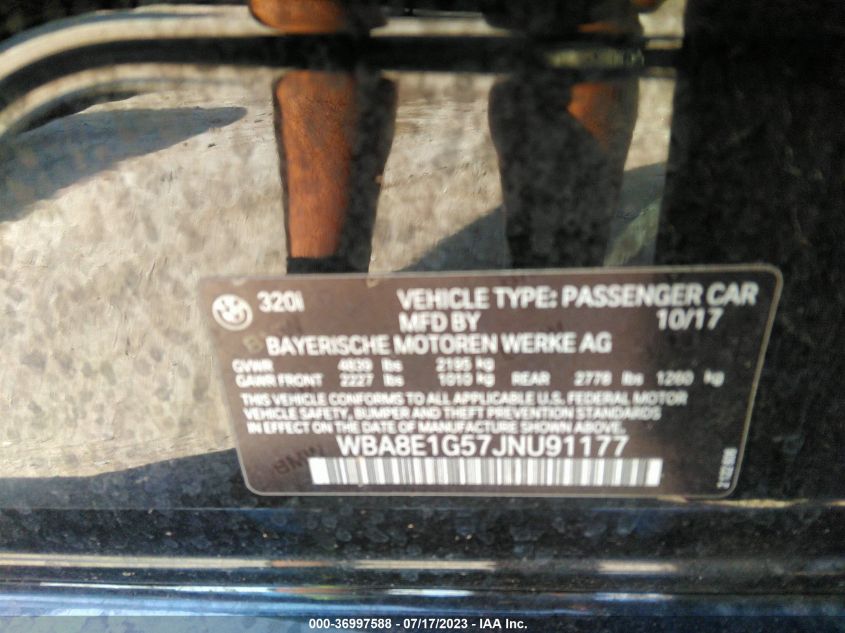 320i VEHICLE TYPE: PASSENGER CAR
MFD BY 10/17
BAYERISCHE MOTOREN WERKE AG
GVWR 4839 lbs 2195 kg
GAWR FRONT 2227 lbs 1010 kg REAR 2778 lbs 1260 kg
THIS VEHICLE CONFORMS TO ALL APPLICABLE U.S. FEDERAL MOTOR
VEHICLE SAFETY, BUMPER AND THEFT PREVENTION STANDARDS
IN EFFECT ON THE DATE OF MANUFACTURE SHOWN ABOVE.
WBA8E1G57JNU91177
000-36997588 - 07/17/2023 - IAA Inc.